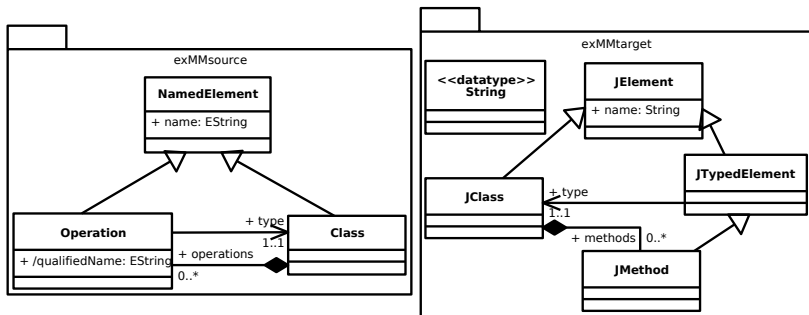 exMMsource
NamedElement
+ name: EString
Operation
+ /qualifiedName: EString
+ type
1..1
+ operations
0..*
Class
exMMtarget
<<datatype>>
String
JElement
+ name: String
JClass
+ type
1..1
JTypedElement
+ methods
0..*
JMethod